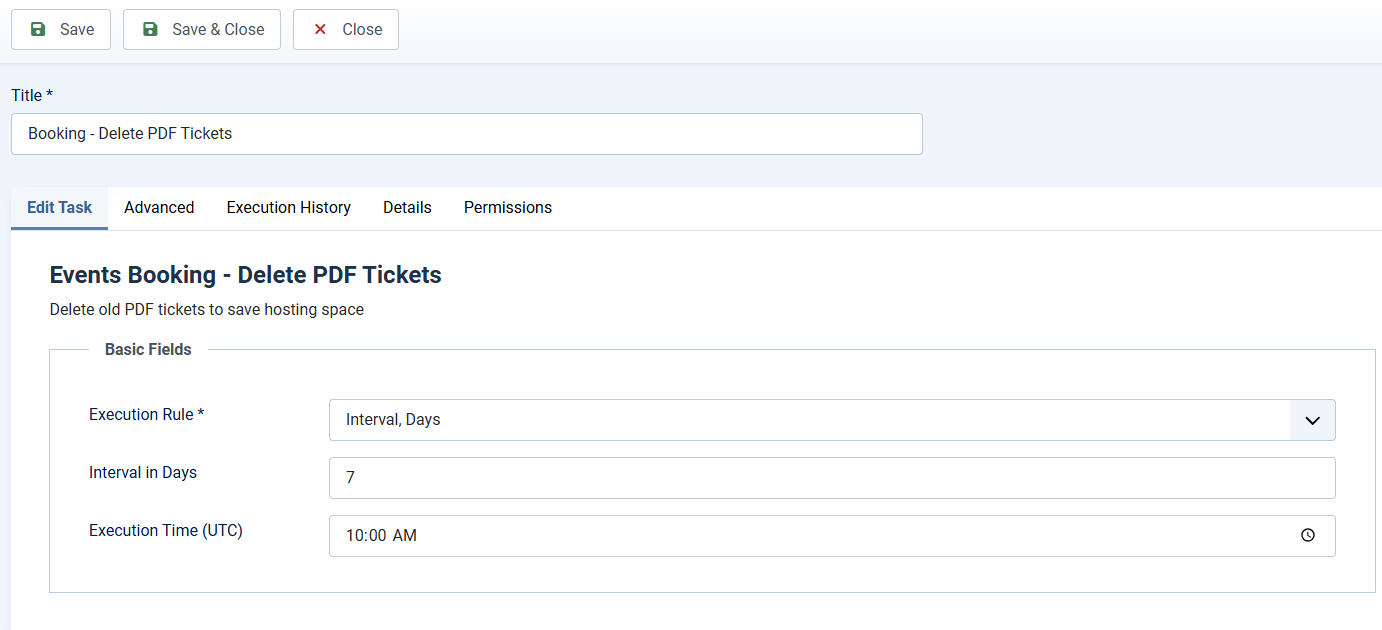 Save
Save & Close
Close
Title *
Booking - Delete PDF Tickets
Edit Task
Advanced
Execution History
Details
Permissions
Events Booking - Delete PDF Tickets
Delete old PDF tickets to save hosting space
Basic Fields
Execution Rule *
Interval, Days
Interval in Days
7
Execution Time (UTC)
10:00 AM